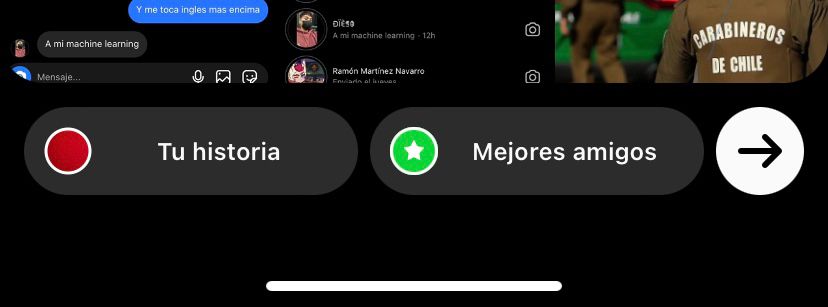 Y me toca ingles mas encima
A mi machine learning
Mensaje...
A mi machine learning · 12h
Ramón Martínez Navarro
Enviado el jueves
CARABINEROS
DE CHILE
Tu historia
Mejores amigos